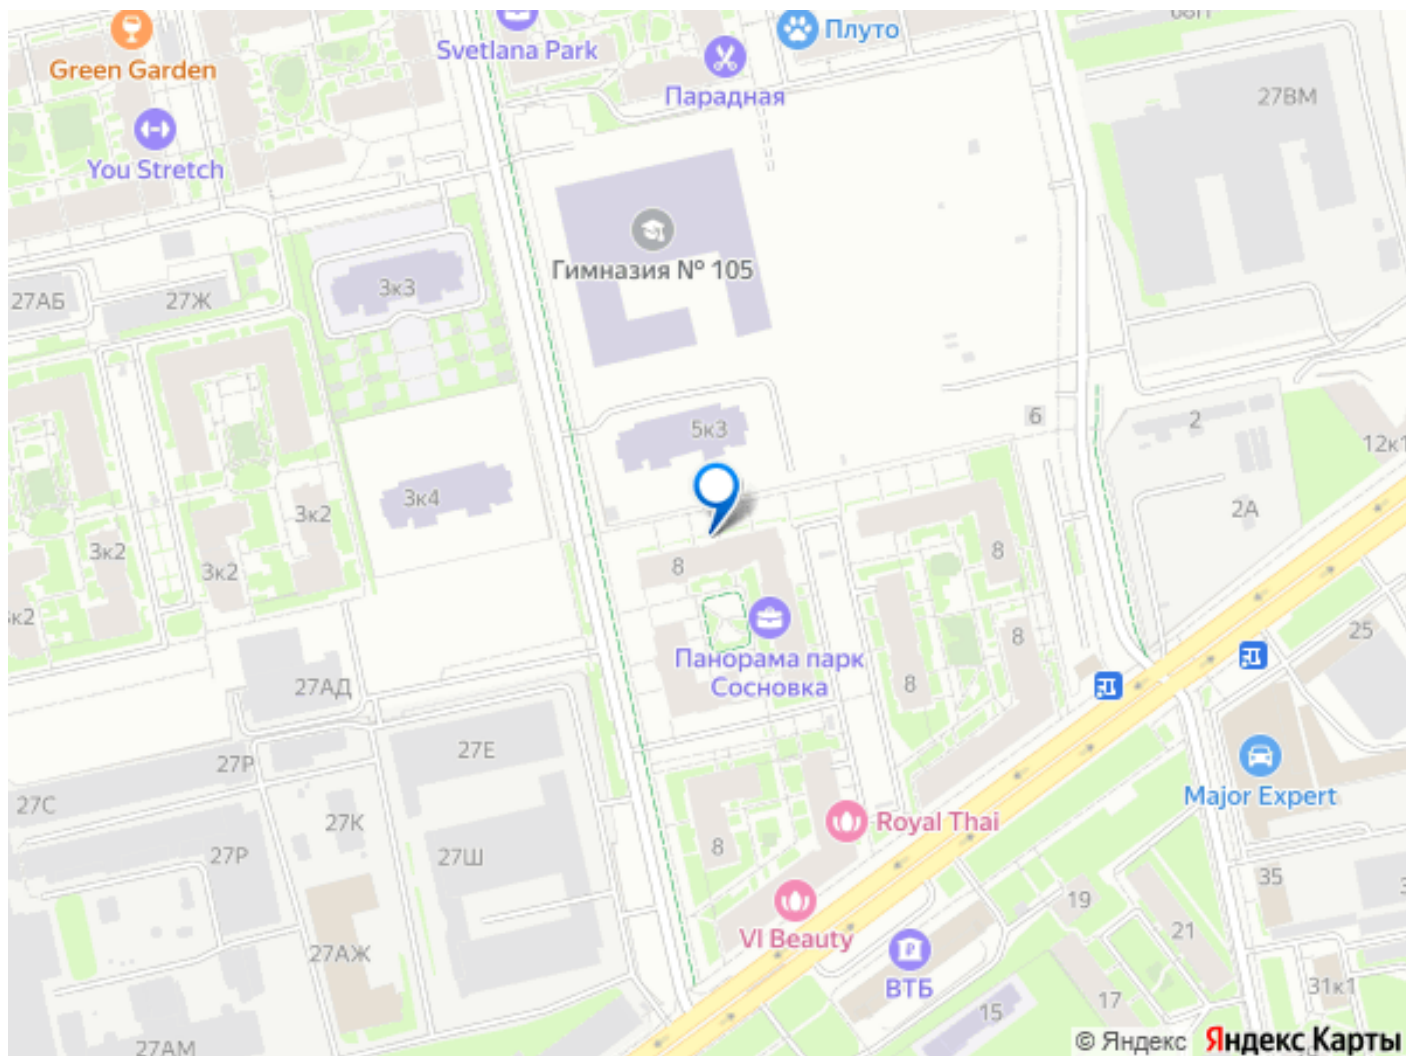 Плуто
Svetlana Park
Green Garden
Парадная
27ВМ
You Stretch
Гимназия № 105
3к3
27АБ
27Ж
6
2
5к3
12к1
3к4
2А
3к2
3к2
3к2
8
8
к2
25
8
Панорама парк
Сосновка
27АД
8
27Е
27Р
Major Expert
27С
27К
Royal Thai
8
27Р
27Ш
35
19
VI Beauty
21
27АЖ
ВТБ
31к1
17
15
27АМ
© Яндекс Яндекс Карты